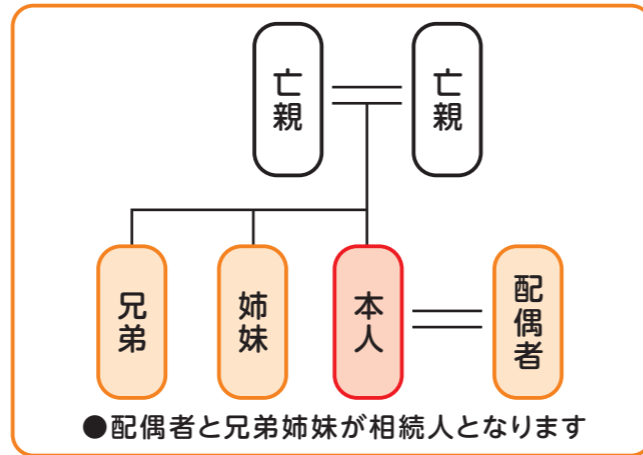 亡親
亡親
兄弟
姉妹
本人
配偶者
●配偶者と兄弟姉妹が相続人となります